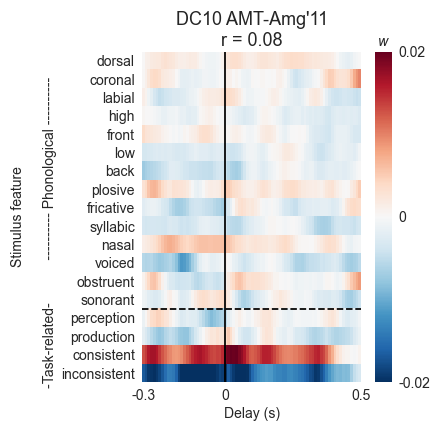 DC10 AMT-Amg'11
r = 0.08
w
Stimulus feature
---------- Phonological ----------
-Task-related-
dorsal
coronal
labial
high
front
low
back
plosive
fricative
syllabic
nasal
voiced
obstruent
sonorant
perception
production
consistent
inconsistent
-0.3
0
0.5
Delay (s)
0.02
0
-0.02